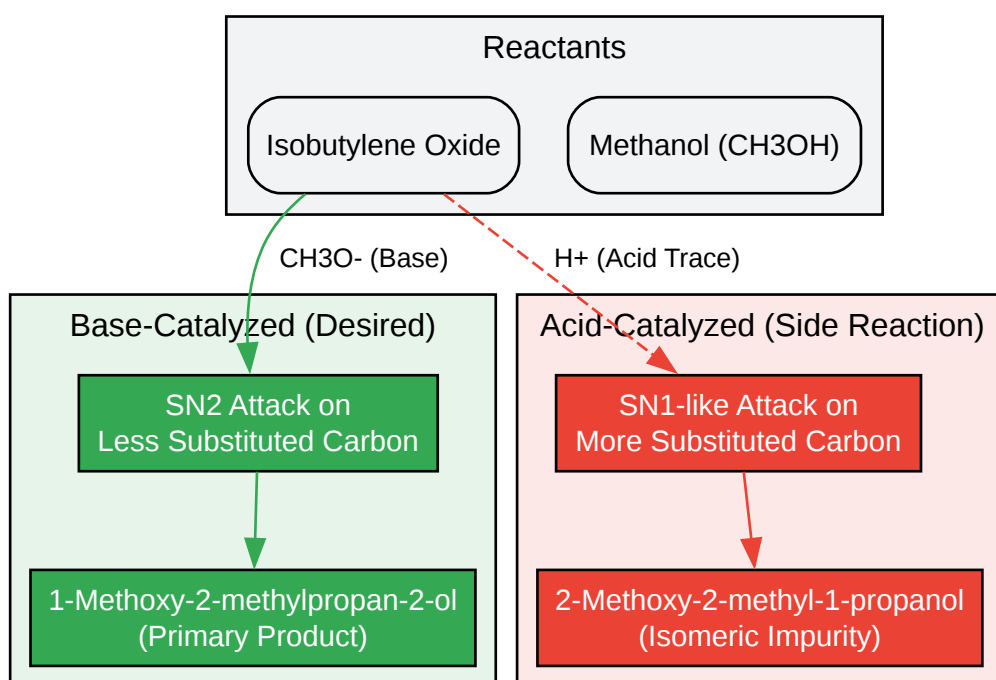 Reactants
Isobutylene Oxide
Methanol (CH3OH)
CH3O- (Base)
H+ (Acid Trace)
Base-Catalyzed (Desired)
Acid-Catalyzed (Side Reaction)
SN2 Attack on
Less Substituted Carbon
SN1-like Attack on
More Substituted Carbon
1-Methoxy-2-methylpropan-2-ol
(Primary Product)
2-Methoxy-2-methyl-1-propanol
(Isomeric Impurity)